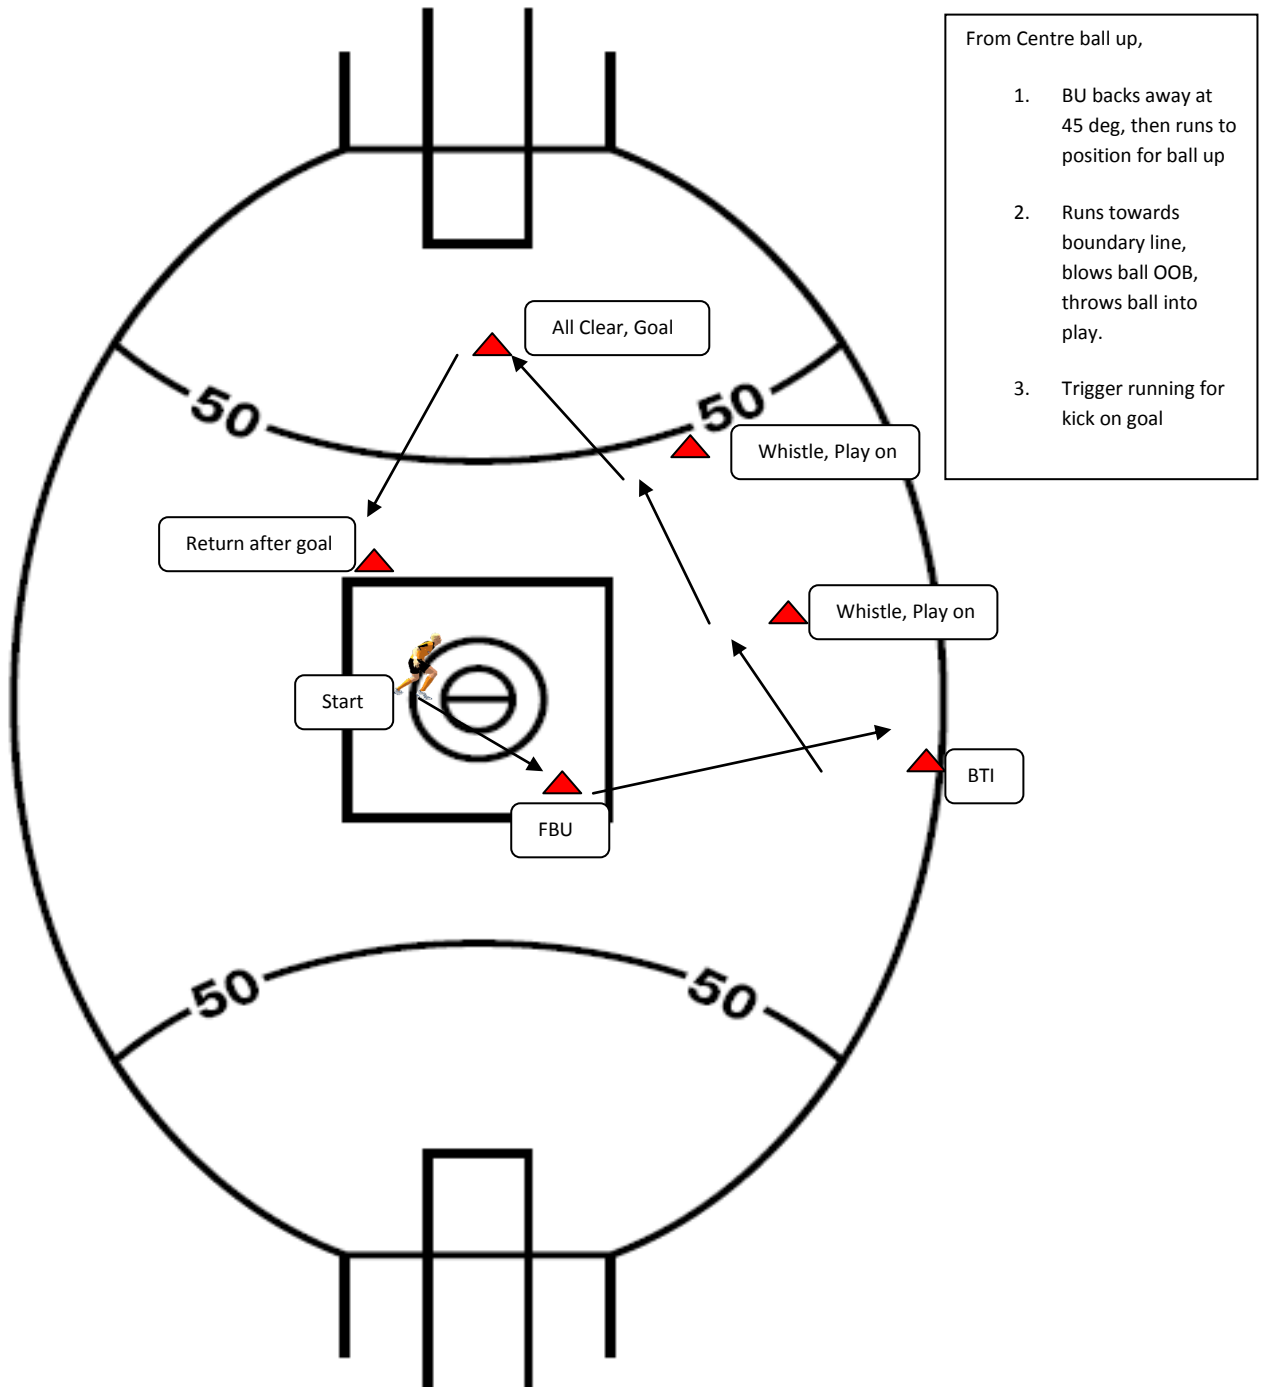 From Centre ball up,
1. BU backs away at
45 deg, then runs to
position for ball up
2. Runs towards
boundary line,
blows ball OOB,
throws ball into
play.
3. Trigger running for
kick on goal
All Clear, Goal
50
50
Whistle, Play on
Return after goal
Whistle, Play on
Start
BTI
FBU
50
50